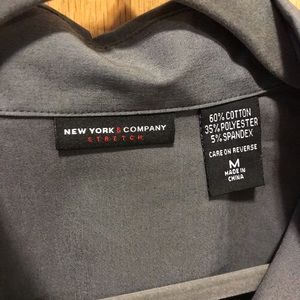 NEW YORK & COMPANY
STRETCH
60% COTTON
35% POLYESTER
5% SPANDEX
CARE ON REVERSE
M
MADE IN
CHINA